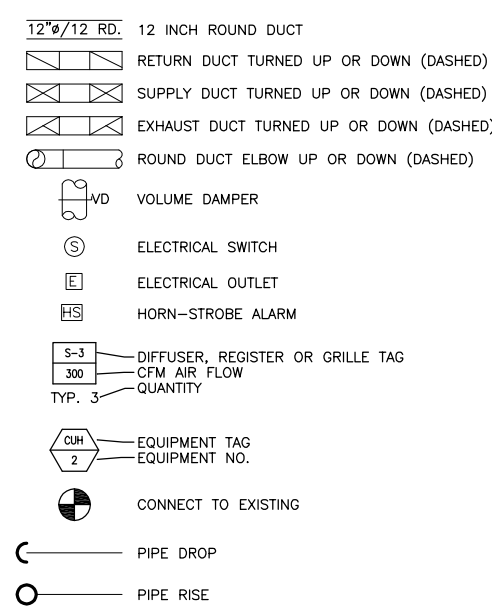 12"ø/12 RD. 12 INCH ROUND DUCT
RETURN DUCT TURNED UP OR DOWN (DASHED)
SUPPLY DUCT TURNED UP OR DOWN (DASHED)
EXHAUST DUCT TURNED UP OR DOWN (DASHED)
ROUND DUCT ELBOW UP OR DOWN (DASHED)
VD VOLUME DAMPER
S ELECTRICAL SWITCH
E ELECTRICAL OUTLET
HS HORN-STROBE ALARM
S-3 DIFFUSER, REGISTER OR GRILLE TAG
300 CFM AIR FLOW
TYP. 3 QUANTITY
CUH EQUIPMENT TAG
2 EQUIPMENT NO.
CONNECT TO EXISTING
PIPE DROP
PIPE RISE